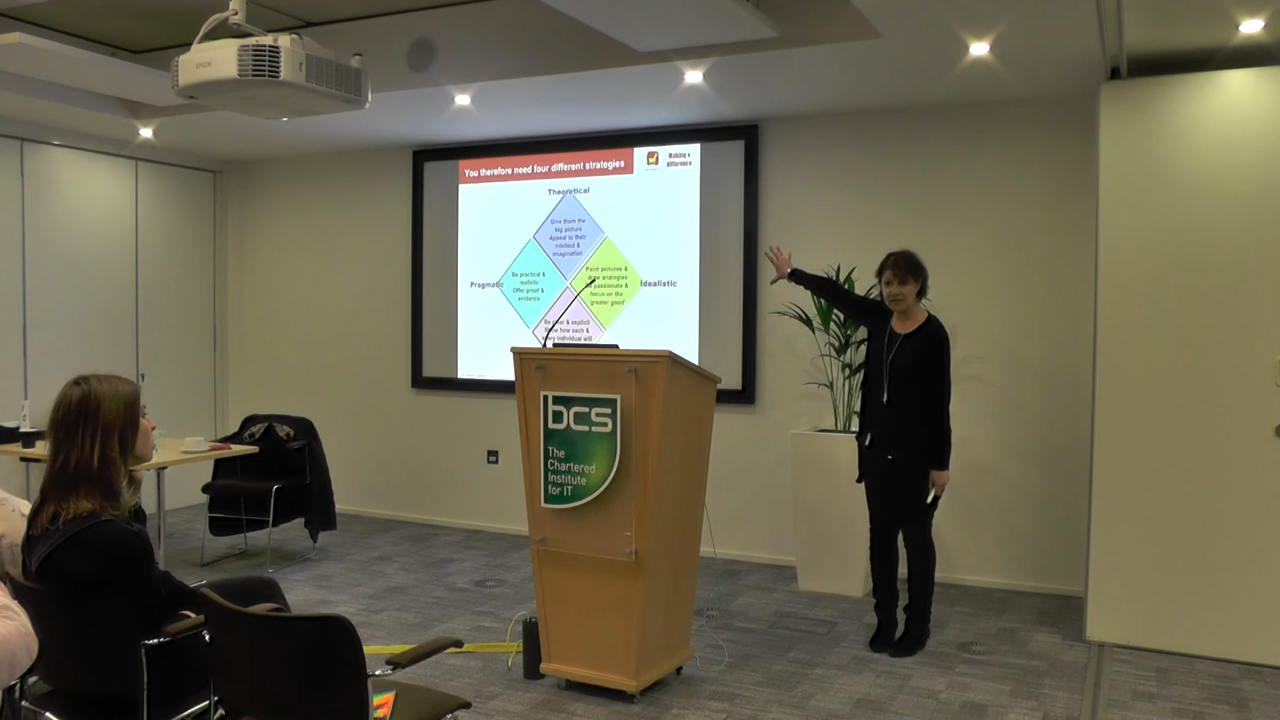 EPSON
You therefore need four different strategies
Making a
difference
Theoretical
Give them the
big picture
Appeal to their
intellect &
imagination
Pragmatic
Be practical &
realistic
Offer proof &
evidence
Paint pictures &
draw analogies
Be passionate &
focus on the
'greater good'
Idealistic
Be clear & explicit
Show how each &
every individual will
bcs
The
Chartered
Institute
for IT